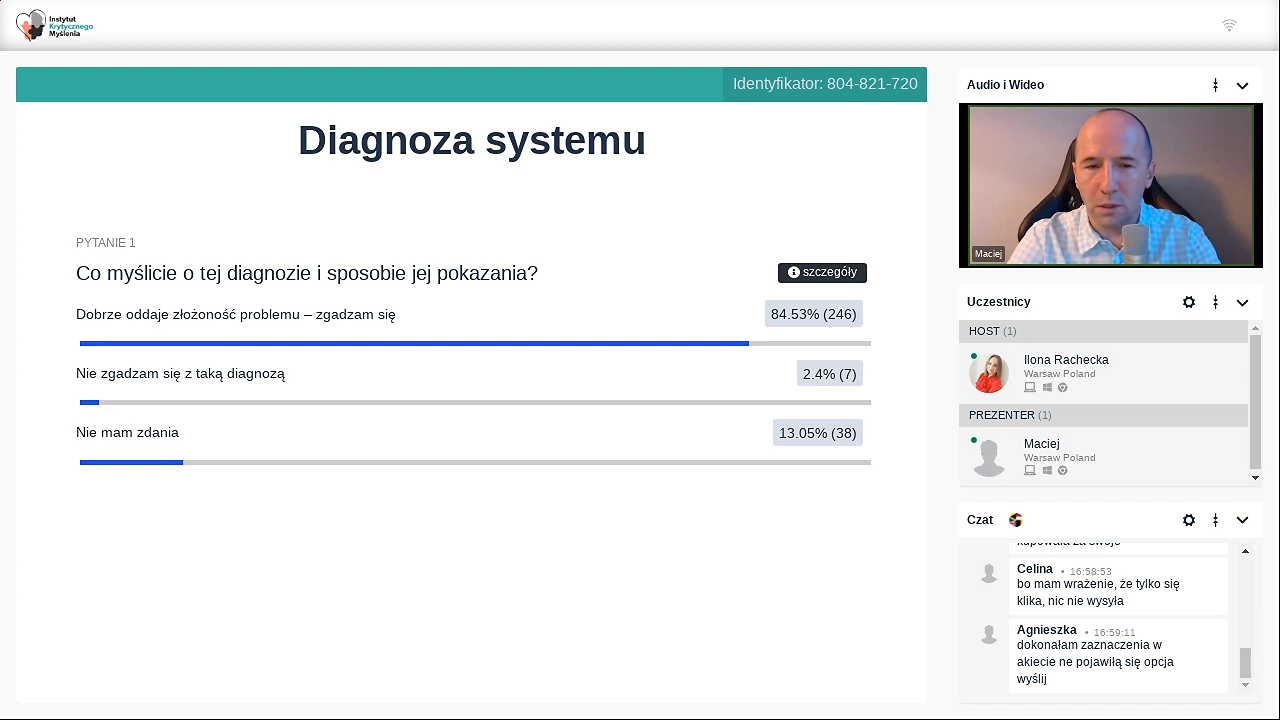 Instytut
Krytycznego
Myślenia
Identyfikator: 804-821-720
Diagnoza systemu
PYTANIE 1
Co myślicie o tej diagnozie i sposobie jej pokazania?
szczegóły
Dobrze oddaje złożoność problemu – zgadzam się
84.53% (246)
Nie zgadzam się z taką diagnozą
2.4% (7)
Nie mam zdania
13.05% (38)
Audio i Wideo
Maciej
Uczestnicy
HOST (1)
Ilona Rachecka
Warsaw Poland
PREZENTER (1)
Maciej
Warsaw Poland
Czat
Celina • 16:58:53
bo mam wrażenie, że tylko się
klika, nic nie wysyła
Agnieszka • 16:59:11
dokonałam zaznaczenia w
akiecie ne pojawiłą się opcja
wyślij